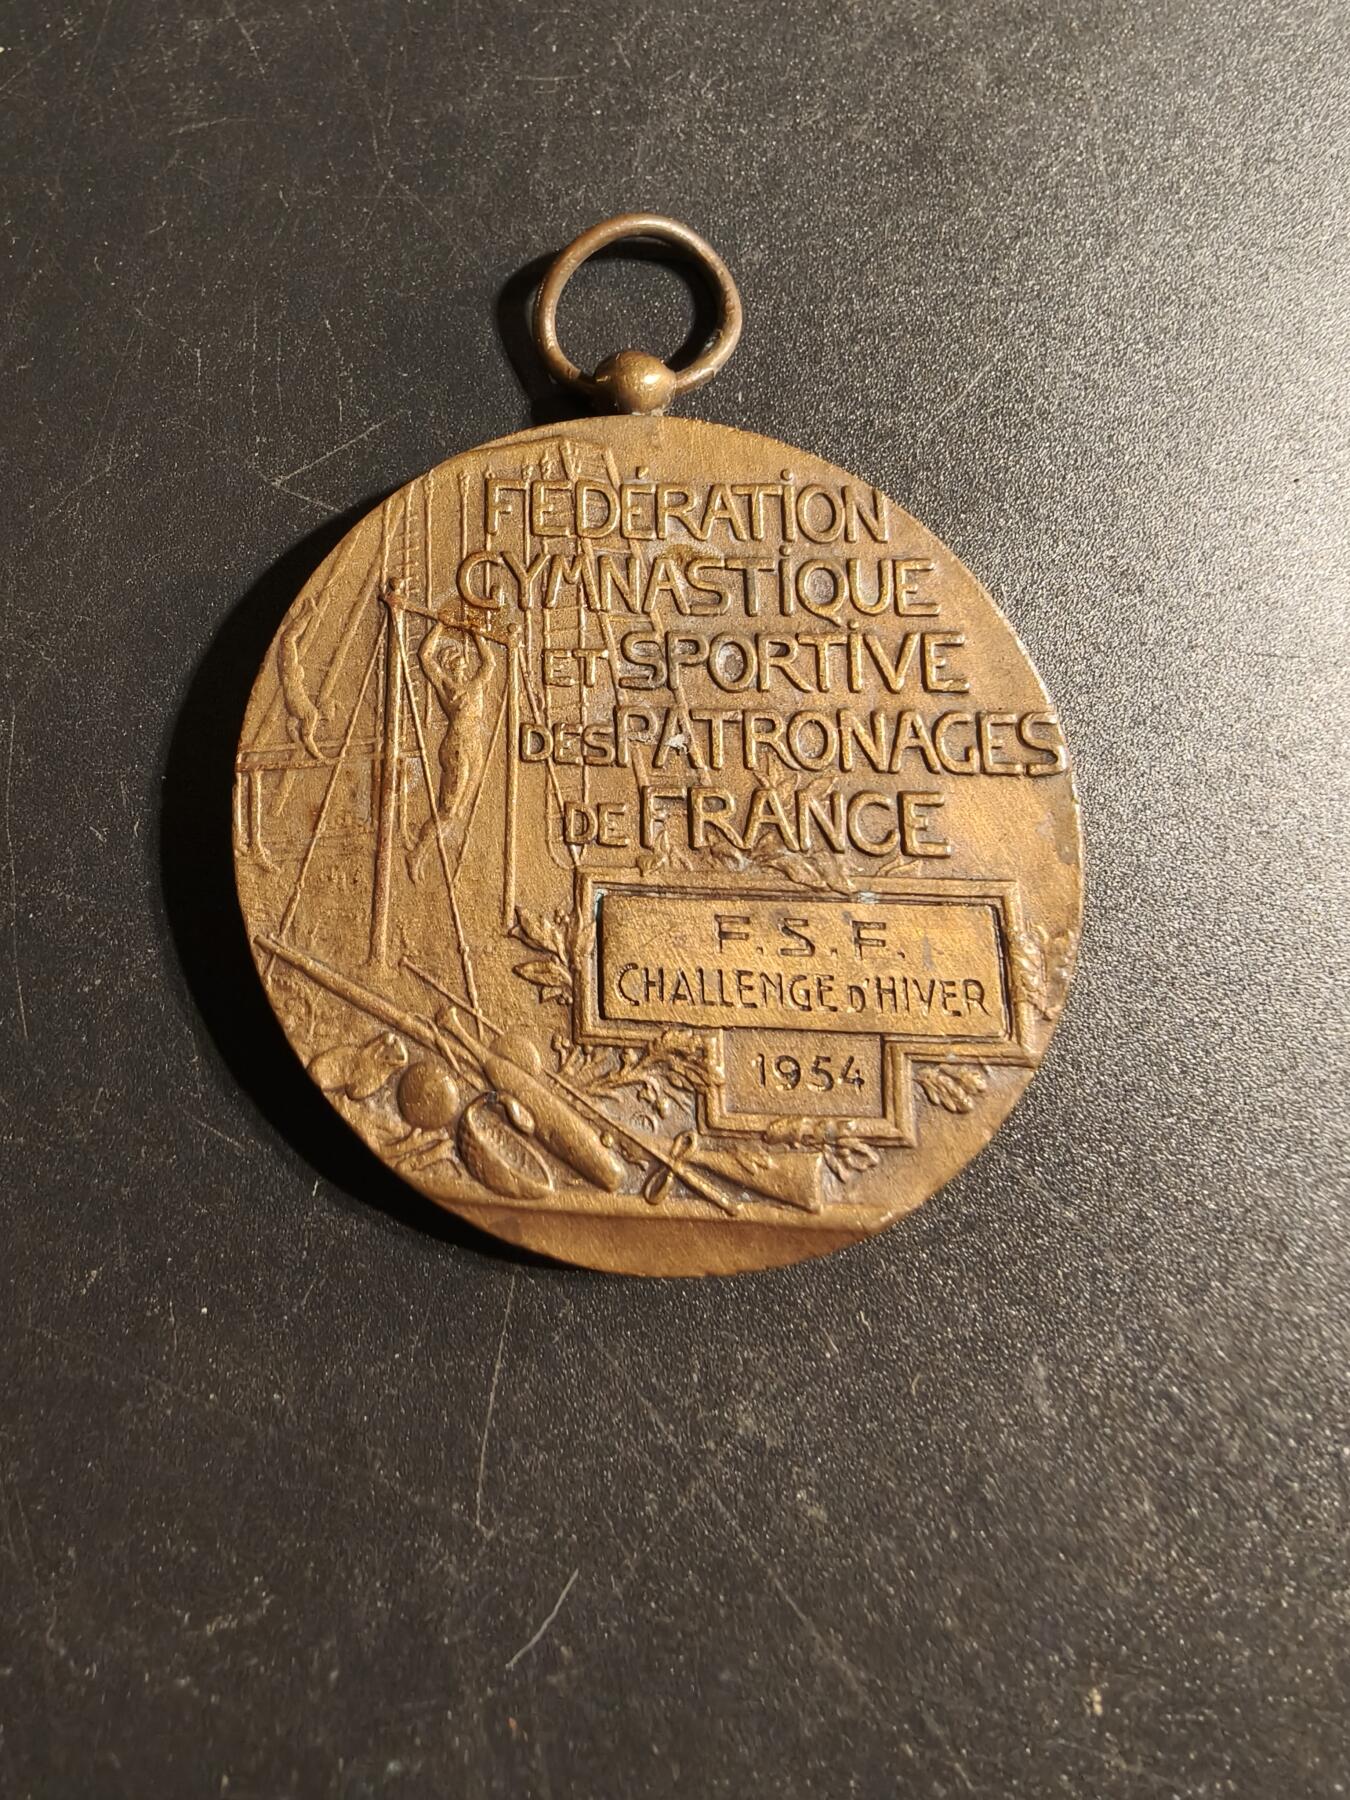 FÉDÉRATION
GYMNASTIQUE
ET SPORTIVE
DES PATRONAGES
DE FRANCE
F.S.F.
CHALLENGE D'HIVER
1954